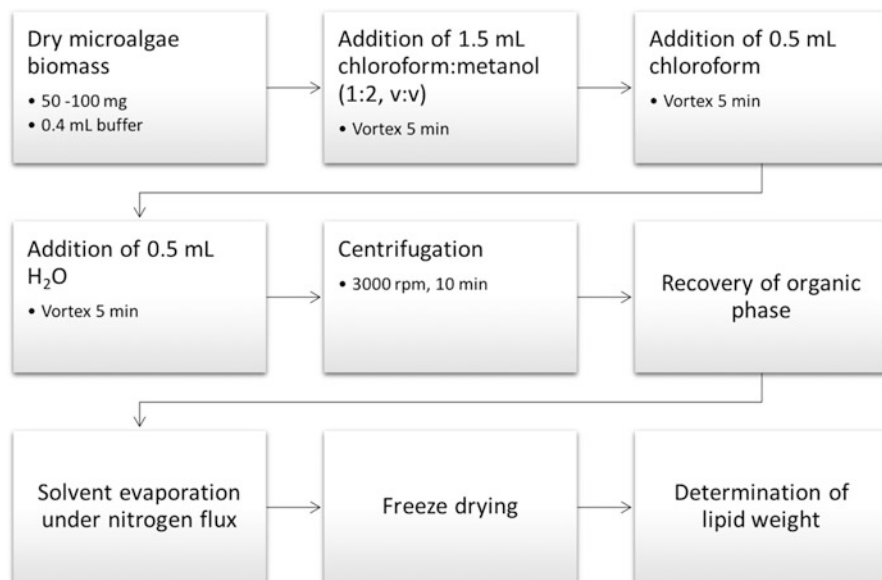 Dry microalgae
biomass
• 50 -100 mg
• 0.4 mL buffer
Addition of 1.5 mL
chloroform:metanol
(1:2, v:v)
• Vortex 5 min
Addition of 0.5 mL
chloroform
• Vortex 5 min
Addition of 0.5 mL
H₂O
• Vortex 5 min
Centrifugation
• 3000 rpm, 10 min
Recovery of organic
phase
Solvent evaporation
under nitrogen flux
Freeze drying
Determination of
lipid weight